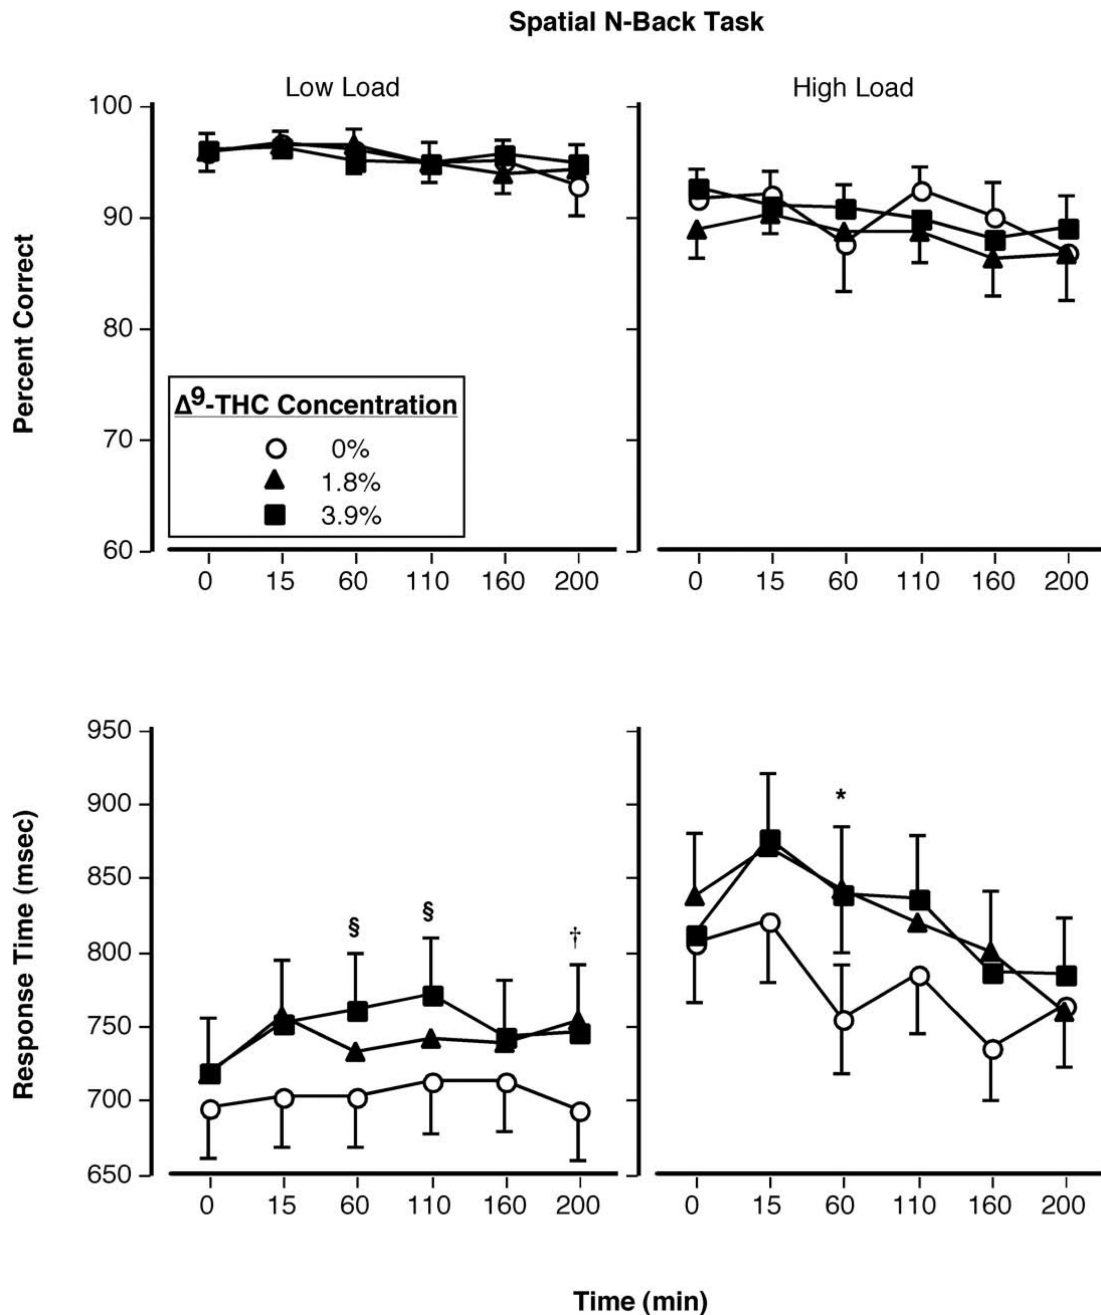 Spatial N-Back Task
Low Load
High Load
Percent Correct
100
90
80
70
60
Δ9-THC Concentration
0%
1.8%
3.9%
0 15 60 110 160 200
0 15 60 110 160 200
Response Time (msec)
950
900
850
800
750
700
650
§ § †
*
0 15 60 110 160 200
0 15 60 110 160 200
Time (min)